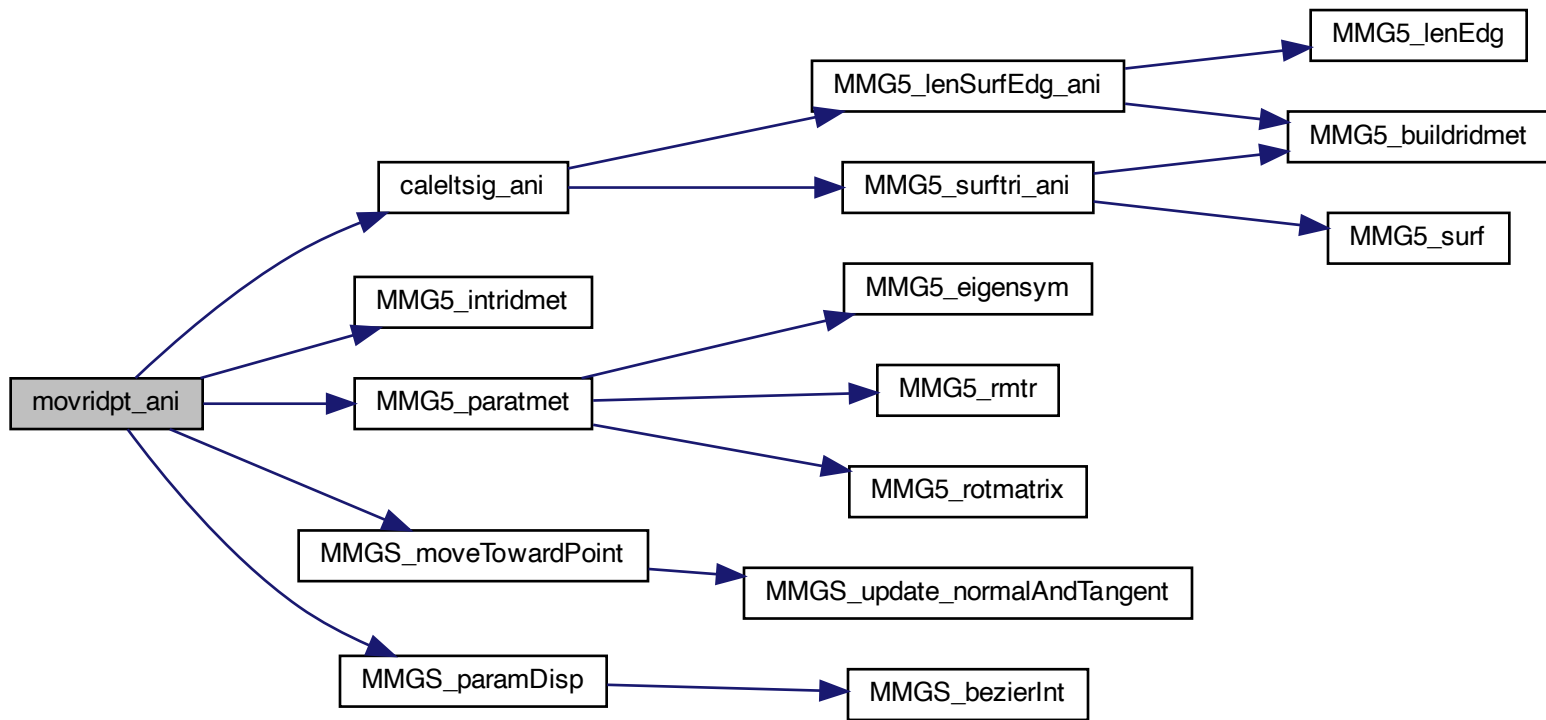 MMG5_lenEdg
MMG5_lenSurfEdg_ani
MMG5_buildridmet
caleltsig_ani
MMG5_surftri_ani
MMG5_surf
MMG5_intridmet
MMG5_eigensym
movridpt_ani
MMG5_paratmet
MMG5_rmtr
MMG5_rotmatrix
MMGS_moveTowardPoint
MMGS_update_normalAndTangent
MMGS_paramDisp
MMGS_bezierInt